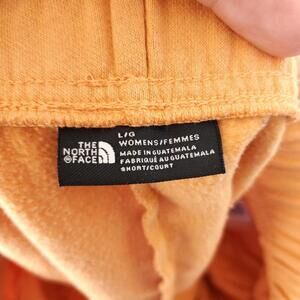 THE
NORTH
FACE
L/G
WOMENS/FEMMES
MADE IN GUATEMALA
FABRIQUÉ AU GUATEMALA
SHORT/COURT